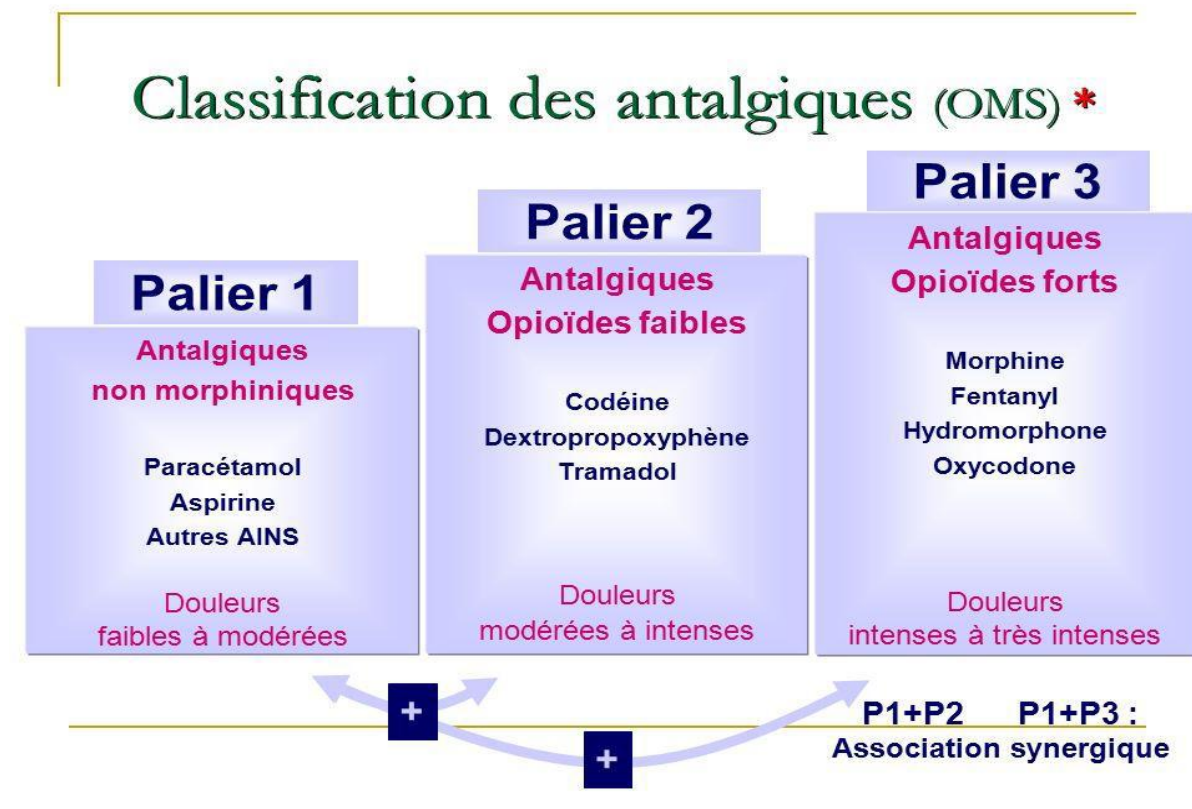 Classification des antalgiques (OMS) *
Palier 1
Antalgiques
non morphiniques
Paracétamol
Aspirine
Autres AINS
Douleurs
faibles à modérées
Palier 2
Antalgiques
Opioïdes faibles
Codéine
Dextropropoxyphène
Tramadol
Douleurs
modérées à intenses
Palier 3
Antalgiques
Opioïdes forts
Morphine
Fentanyl
Hydromorphone
Oxycodone
Douleurs
intenses à très intenses
+
+
P1+P2 P1+P3 :
Association synergique